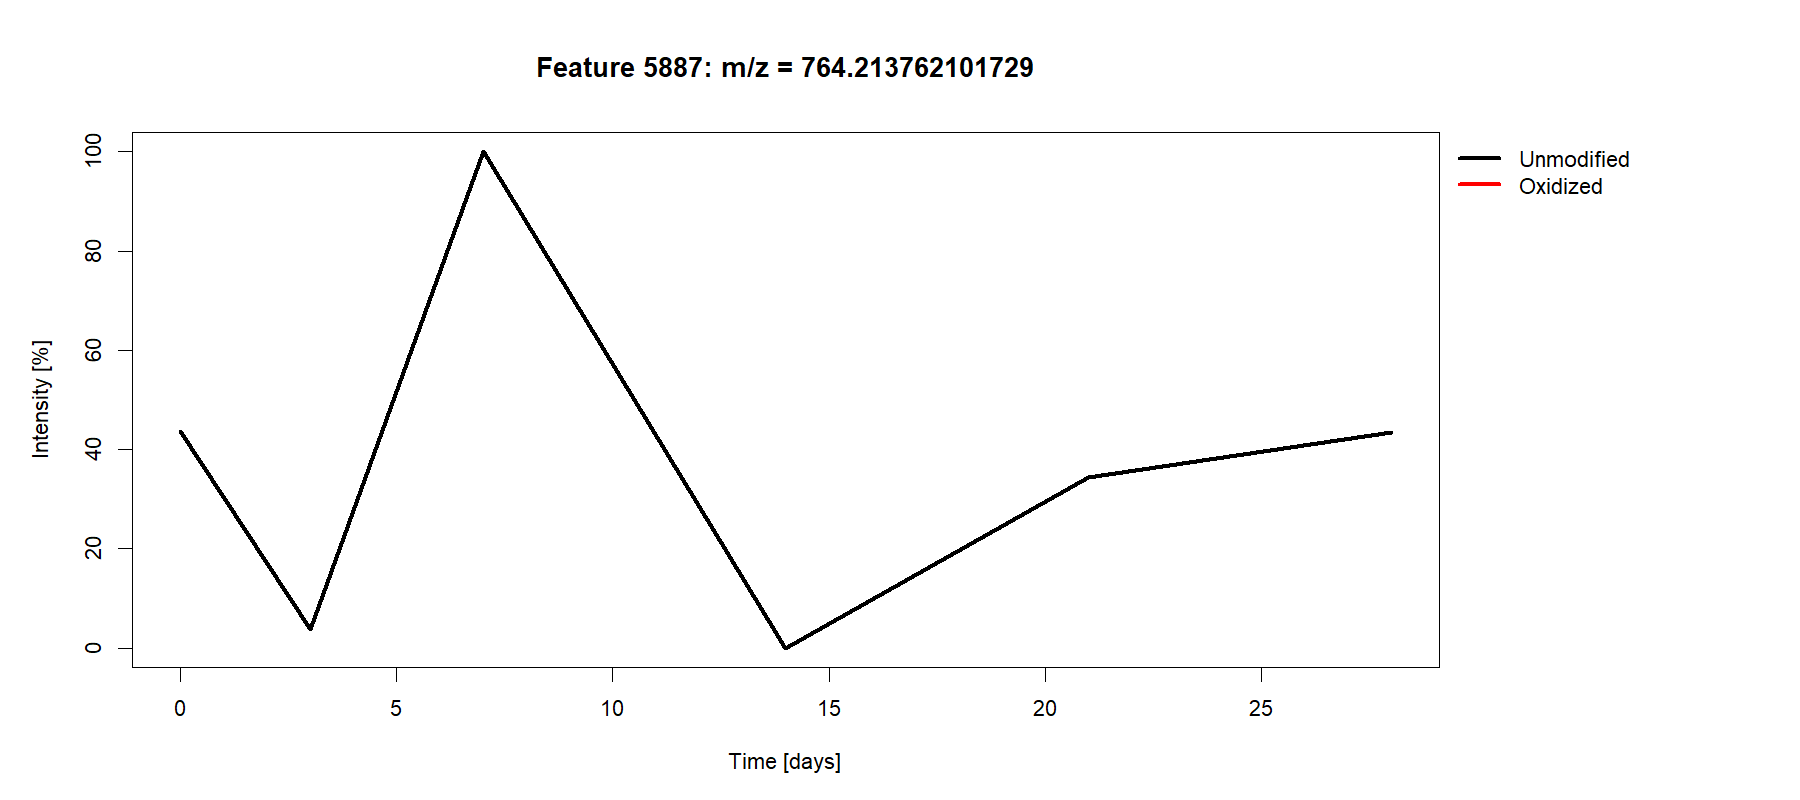 Feature 5887: m/z = 764.213762101729
Unmodified
Oxidized
Intensity [%]
100
80
60
40
20
0
0 5 10 15 20 25
Time [days]